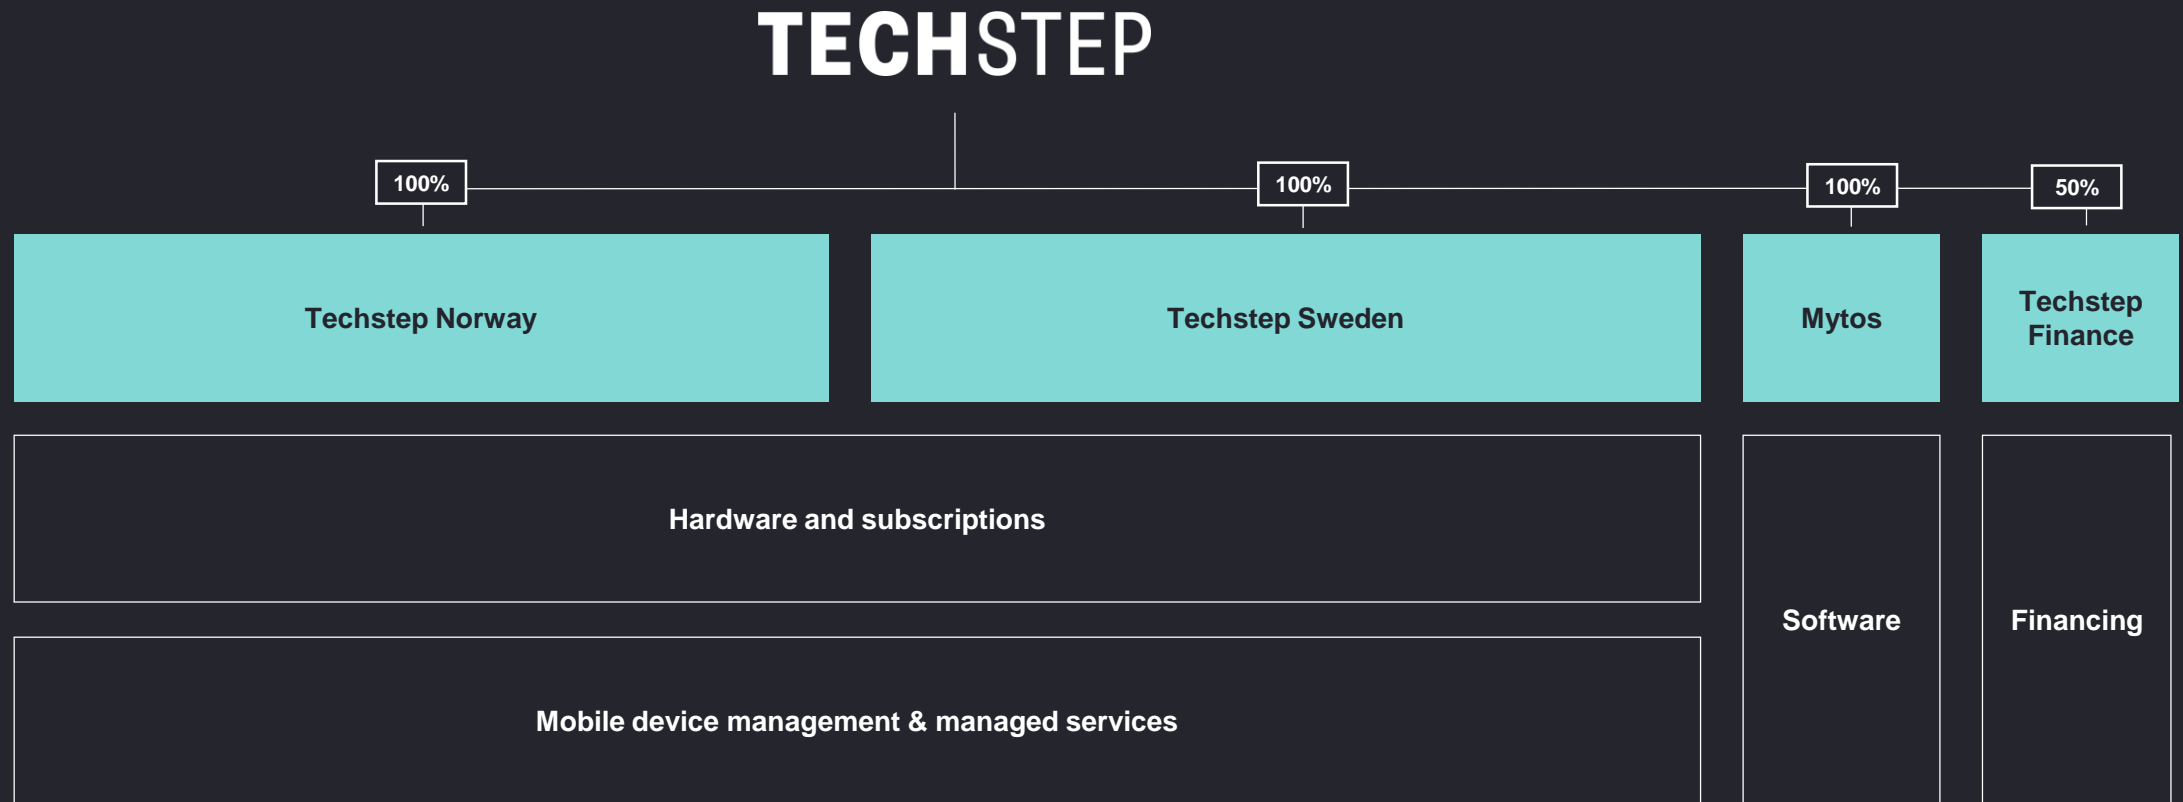 TECHSTEP
100%
100%
100%
50%
Techstep Norway
Techstep Sweden
Mytos
Techstep
Finance
Hardware and subscriptions
Software
Financing
Mobile device management & managed services